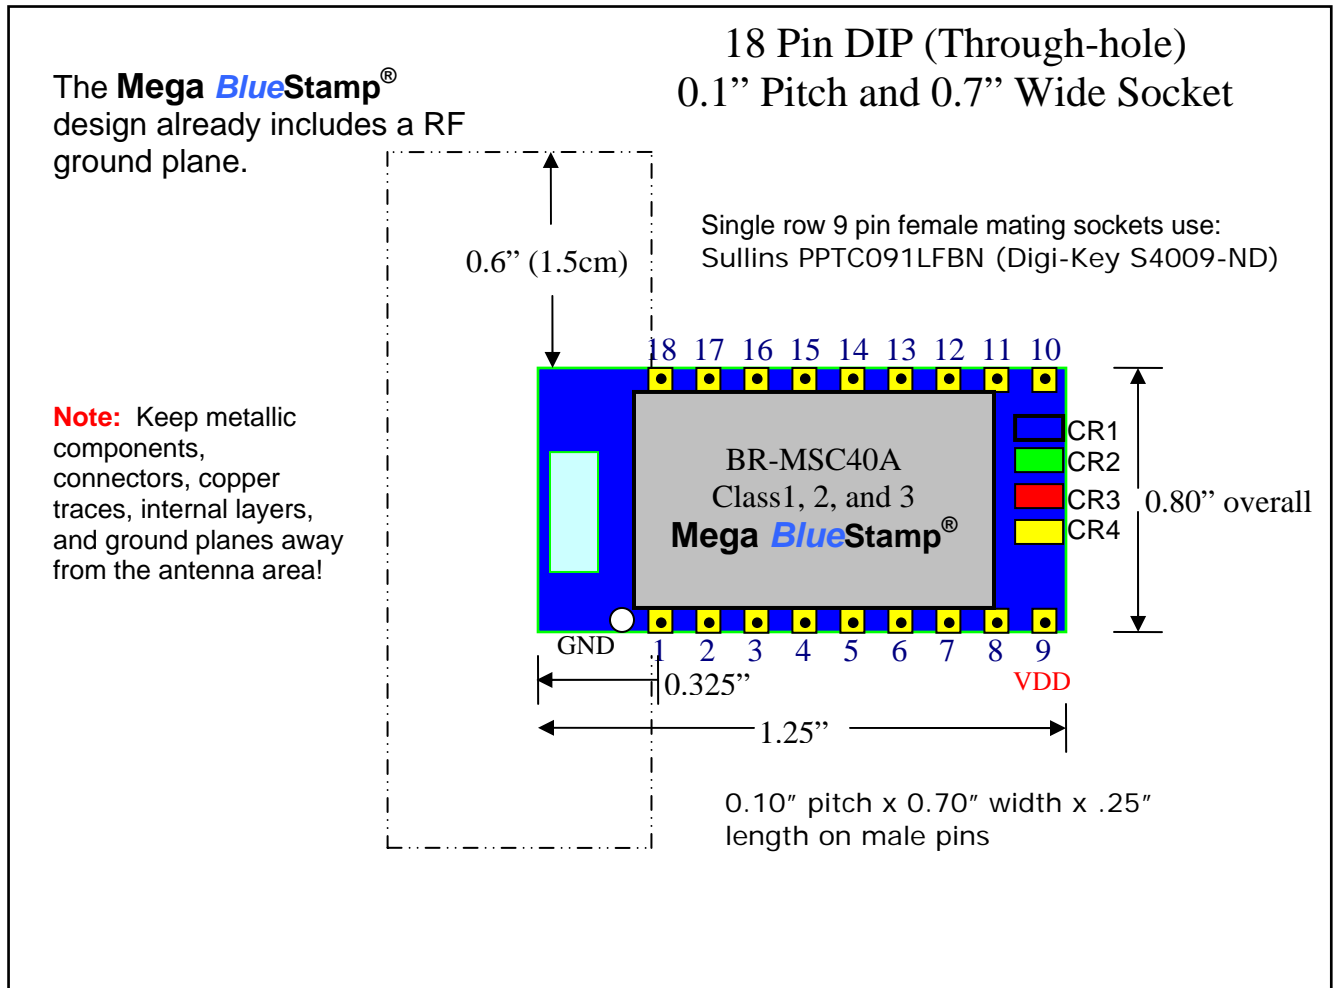 18 Pin DIP (Through-hole)
0.1” Pitch and 0.7” Wide Socket
The Mega BlueStamp®
design already includes a RF
ground plane.
Single row 9 pin female mating sockets use:
Sullins PPTC091LFBN (Digi-Key S4009-ND)
0.6” (1.5cm)
18 17 16 15 14 13 12 11 10
Note: Keep metallic
components,
connectors, copper
traces, internal layers,
and ground planes away
from the antenna area!
BR-MSC40A
Class1, 2, and 3
Mega BlueStamp®
CR1
CR2
CR3
CR4
0.80” overall
GND
1 2 3 4 5 6 7 8 9
VDD
0.325”
1.25”
0.10” pitch x 0.70” width x .25”
length on male pins